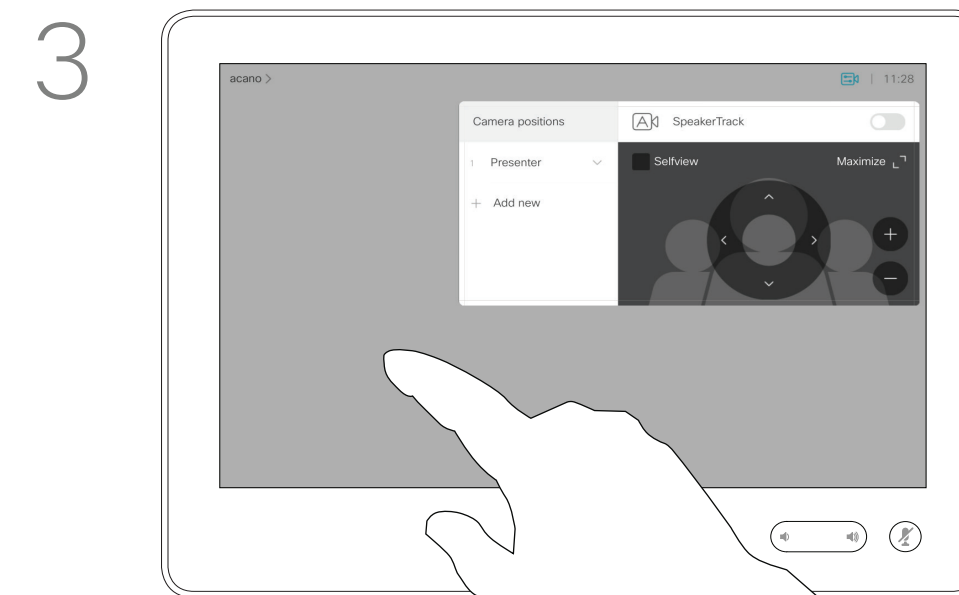 3
acano >
11:28
Camera positions
SpeakerTrack
1 Presenter
Selfview
Maximize
+ Add new